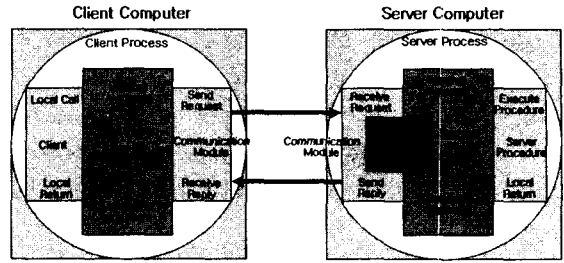 Client Computer
Server Computer
Client Process
Server Process
Local Call
Send
Request
Client
Communication
Module
Local
Return
Receive
Reply
Receive
Request
Execute
Procedure
Communication
Module
Server
Procedure
Send
Reply
Local
Return